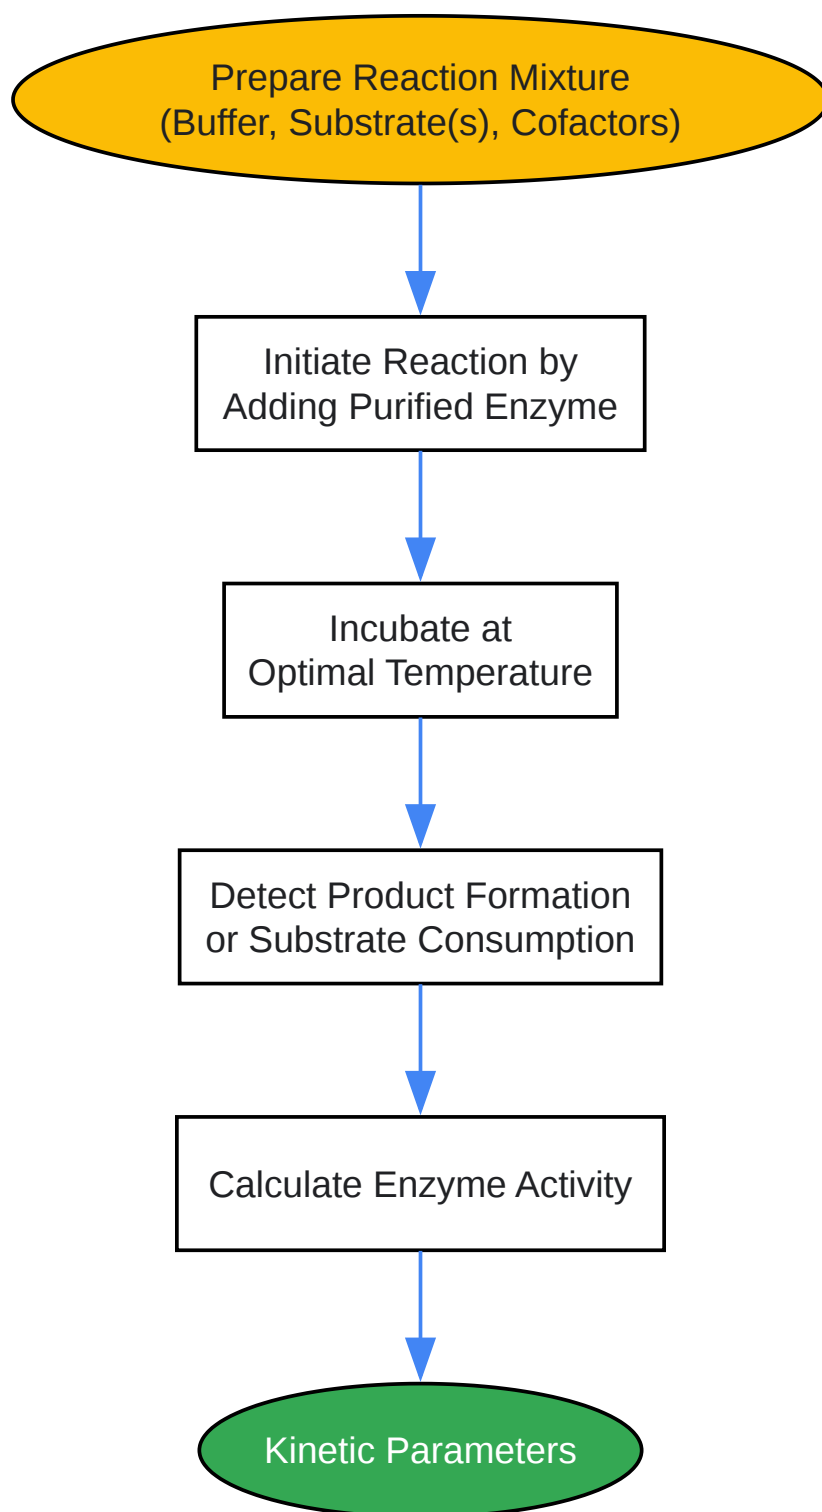 Prepare Reaction Mixture
(Buffer, Substrate(s), Cofactors)
Initiate Reaction by
Adding Purified Enzyme
Incubate at
Optimal Temperature
Detect Product Formation
or Substrate Consumption
Calculate Enzyme Activity
Kinetic Parameters